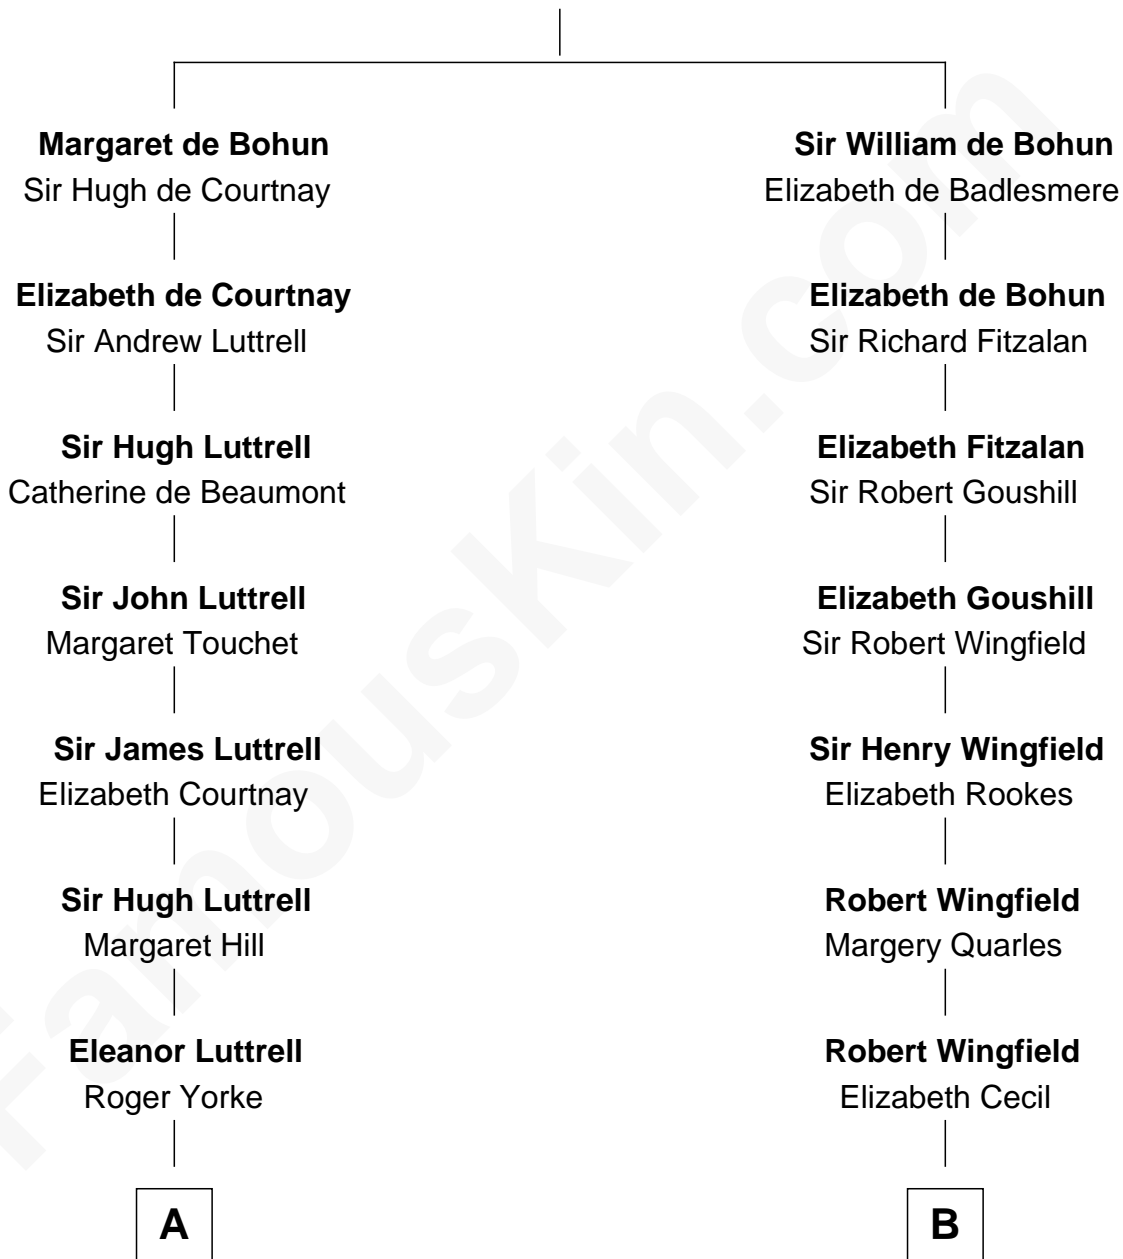 Margaret de Bohun
Sir Hugh de Courtnay
Sir William de Bohun
Elizabeth de Badlesmere
Elizabeth de Courtnay
Sir Andrew Luttrell
Elizabeth de Bohun
Sir Richard Fitzalan
Sir Hugh Luttrell
Catherine de Beaumont
Elizabeth Fitzalan
Sir Robert Goushill
Sir John Luttrell
Margaret Touchet
Elizabeth Goushill
Sir Robert Wingfield
Sir James Luttrell
Elizabeth Courtnay
Sir Henry Wingfield
Elizabeth Rookes
Sir Hugh Luttrell
Margaret Hill
Robert Wingfield
Margery Quarles
Eleanor Luttrell
Roger Yorke
Robert Wingfield
Elizabeth Cecil
A
B
FamousKin.com